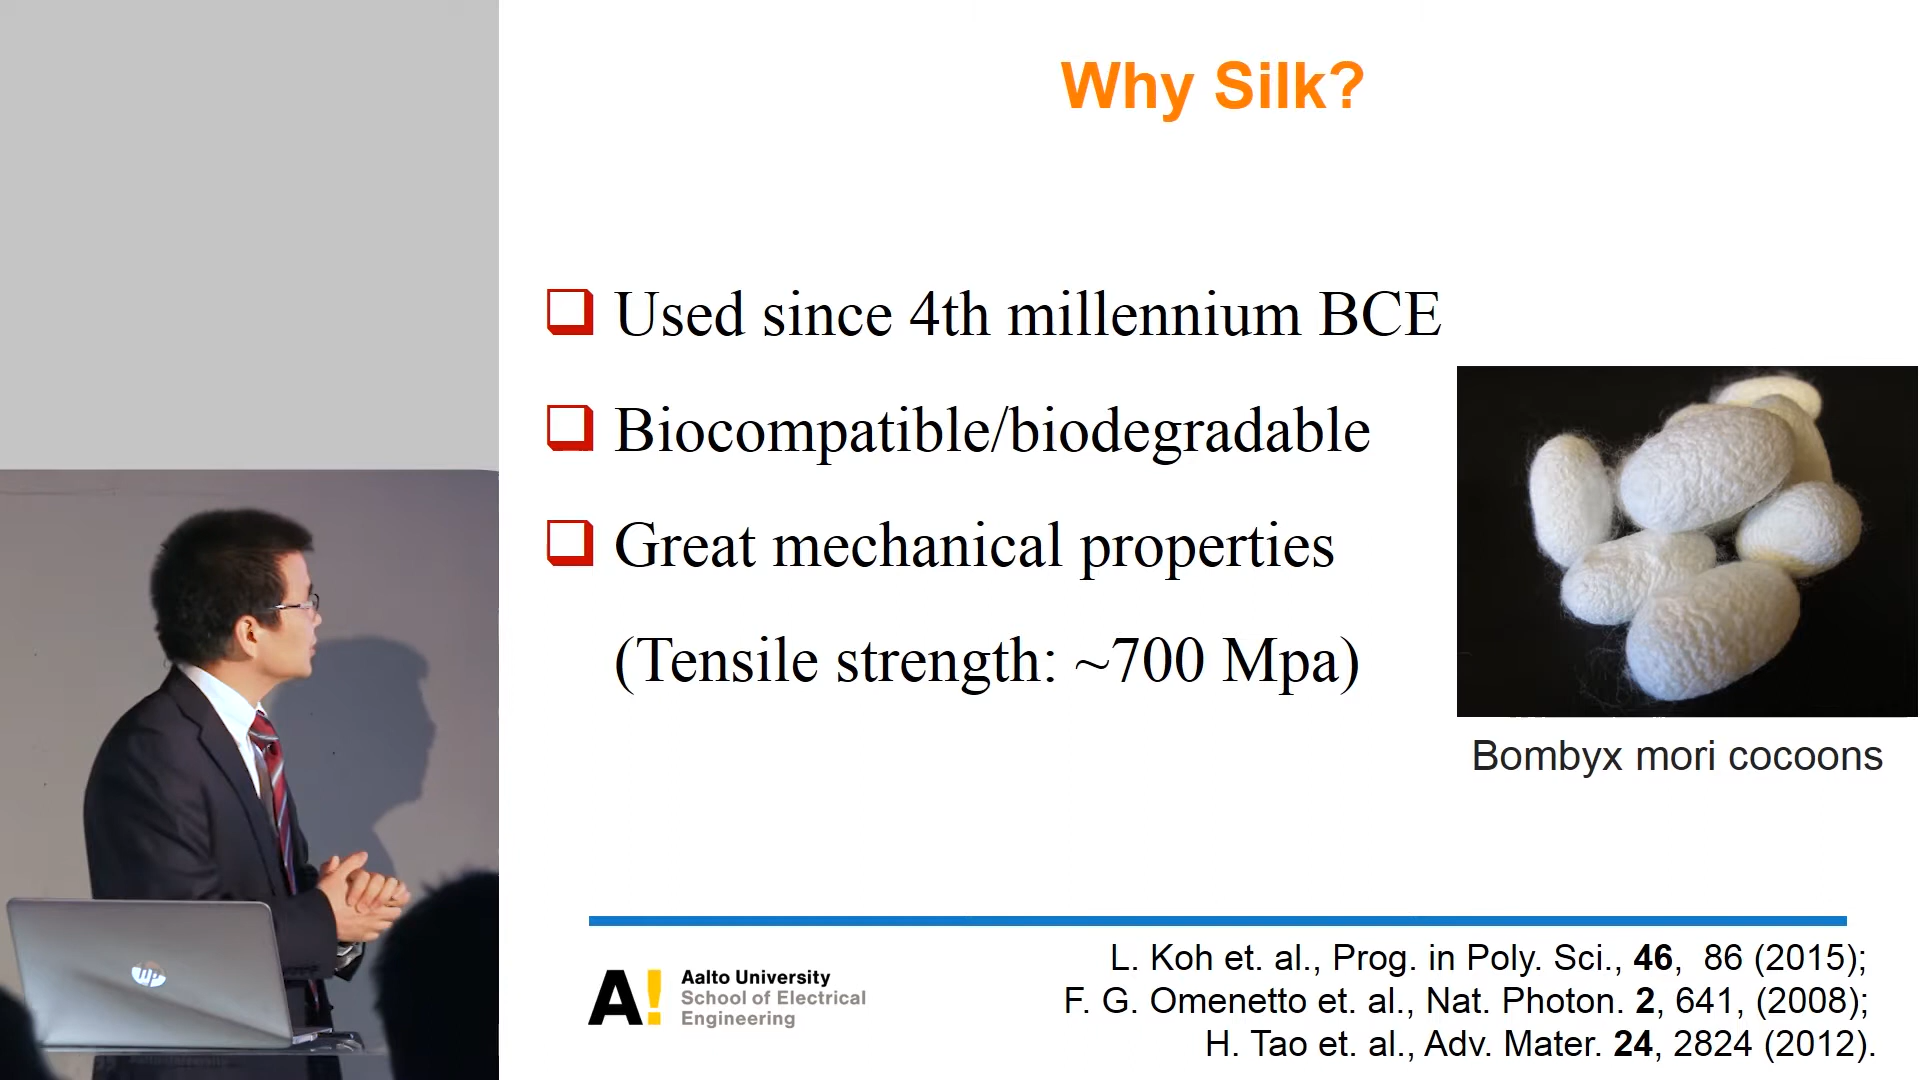 Why Silk?
Used since 4th millennium BCE
Biocompatible/biodegradable
Great mechanical properties
(Tensile strength: ~700 Mpa)
Bombyx mori cocoons
A! Aalto University
School of Electrical
Engineering
L. Koh et. al., Prog. in Poly. Sci., 46, 86 (2015);
F. G. Omenetto et. al., Nat. Photon. 2, 641, (2008);
H. Tao et. al., Adv. Mater. 24, 2824 (2012).
hp